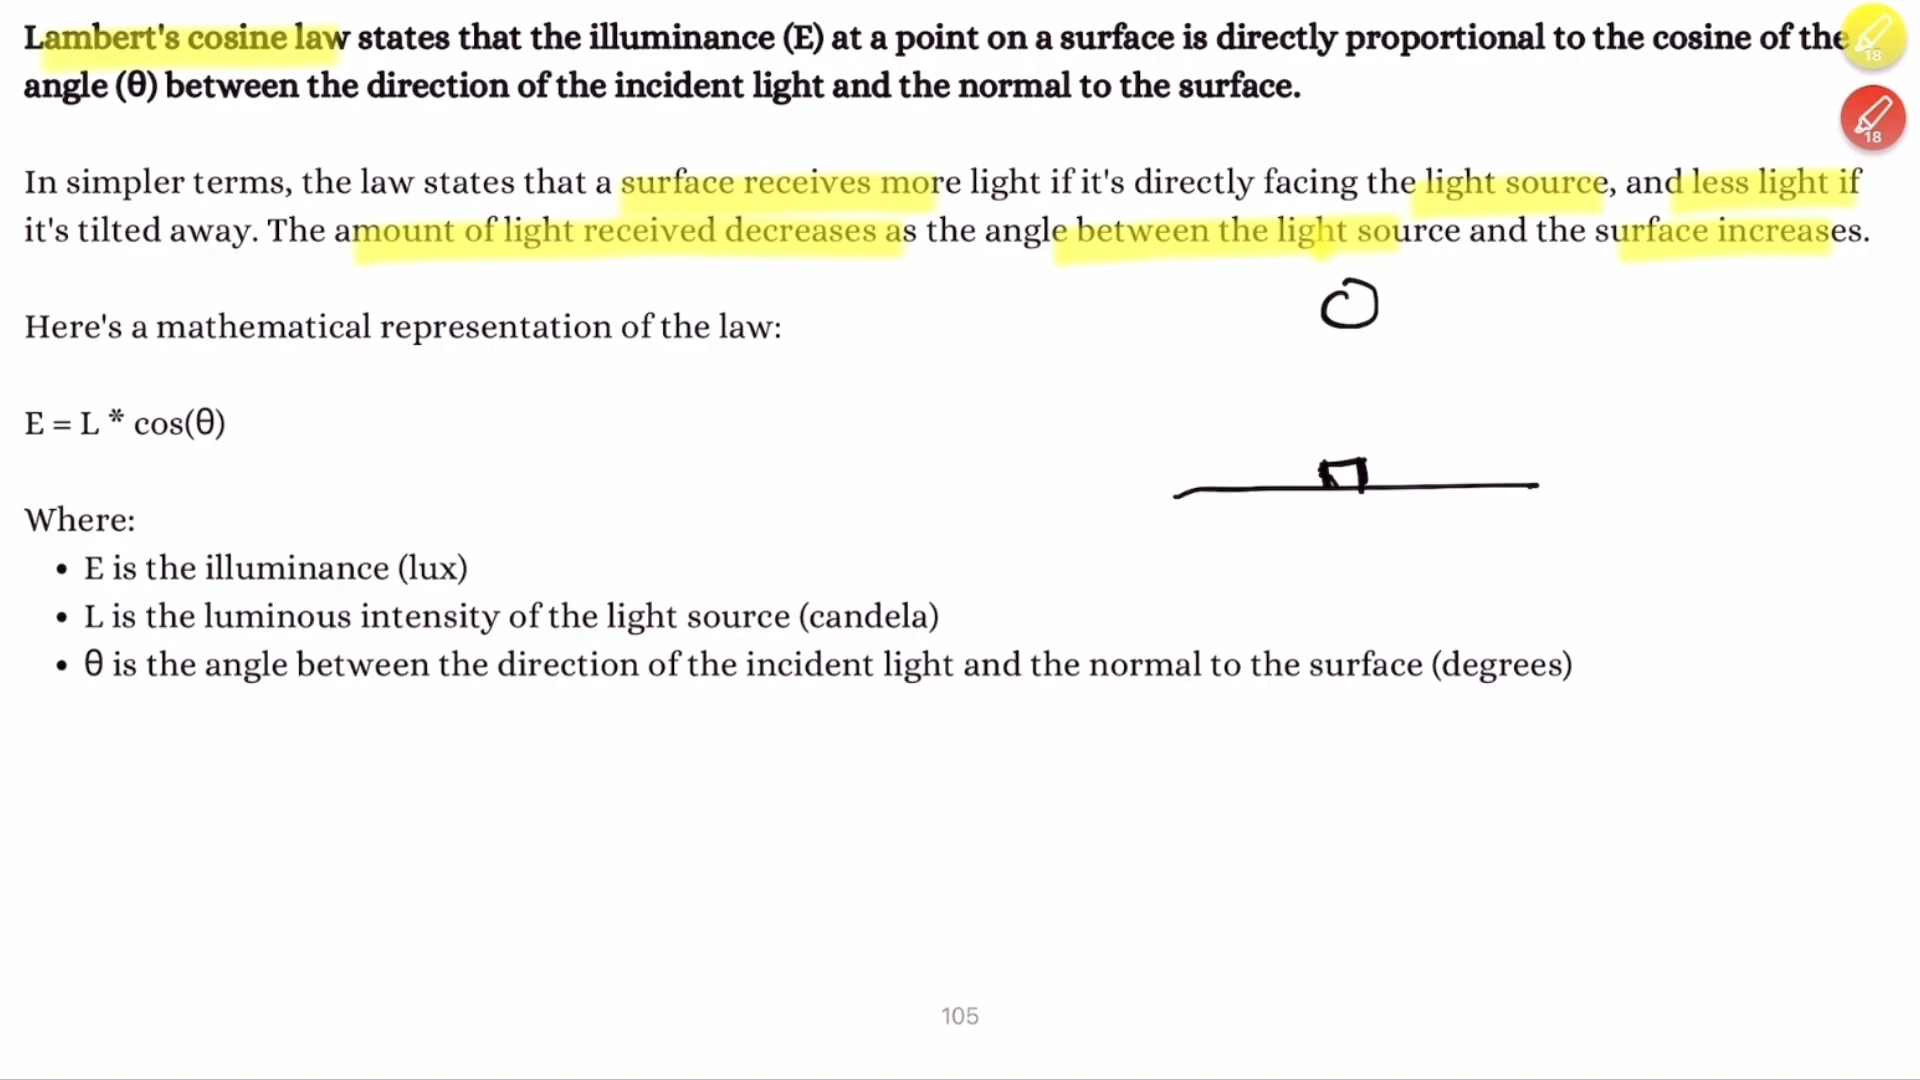 Lambert's cosine law states that the illuminance (E) at a point on a surface is directly proportional to the cosine of the
angle (θ) between the direction of the incident light and the normal to the surface.
18
18
In simpler terms, the law states that a surface receives more light if it's directly facing the light source, and less light if
it's tilted away. The amount of light received decreases as the angle between the light source and the surface increases.
Here's a mathematical representation of the law:
E = L * cos(θ)
Where:
• E is the illuminance (lux)
• L is the luminous intensity of the light source (candela)
• θ is the angle between the direction of the incident light and the normal to the surface (degrees)
105